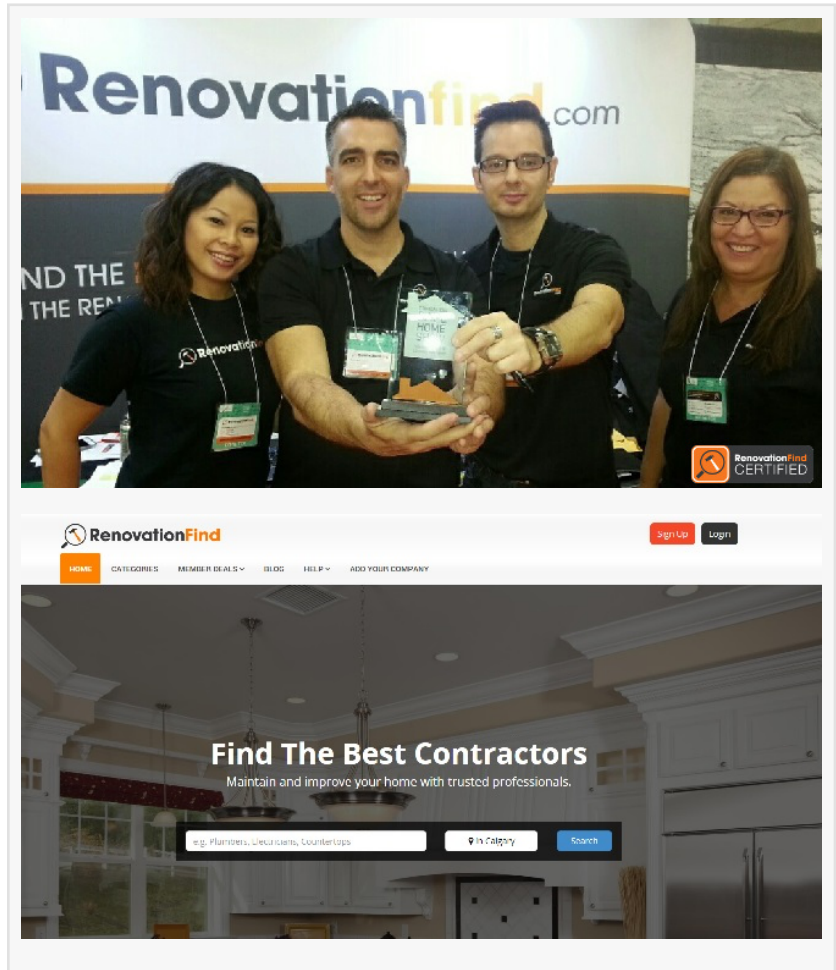 Renovationfind.com
ND THE
THE REN
Renovation
HOME
RenovationFind
CERTIFIED
RenovationFind
Sign Up Login
HOME CATEGORIES MEMBER DEALS BLOG HELP ADD YOUR COMPANY
Find The Best Contractors
Maintain and improve your home with trusted professionals.
e.g. Plumbers, Electricians, Countertops In Calgary Search